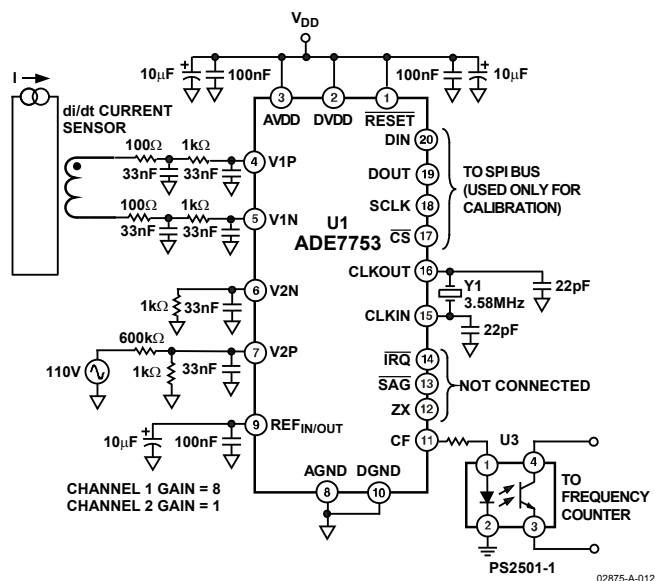 VDD
10µF
100nF
100nF
10µF
I
di/dt CURRENT
SENSOR
3
2
1
AVDD
DVDD
RESET
100Ω
1kΩ
33nF
33nF
4
V1P
100Ω
1kΩ
33nF
33nF
5
V1N
U1
ADE7753
DIN
20
DOUT
19
SCLK
18
CS
17
TO SPI BUS
(USED ONLY FOR
CALIBRATION)
1kΩ
33nF
6
V2N
CLKOUT
16
Y1
3.58MHz
22pF
CLKIN
15
22pF
110V
600kΩ
1kΩ
33nF
7
V2P
IRQ
14
SAG
13
ZX
12
NOT CONNECTED
10µF
100nF
9
REFIN/OUT
CF
11
U3
CHANNEL 1 GAIN = 8
CHANNEL 2 GAIN = 1
AGND
DGND
8
10
1
4
2
3
TO
FREQUENCY
COUNTER
PS2501-1
02875-A-012